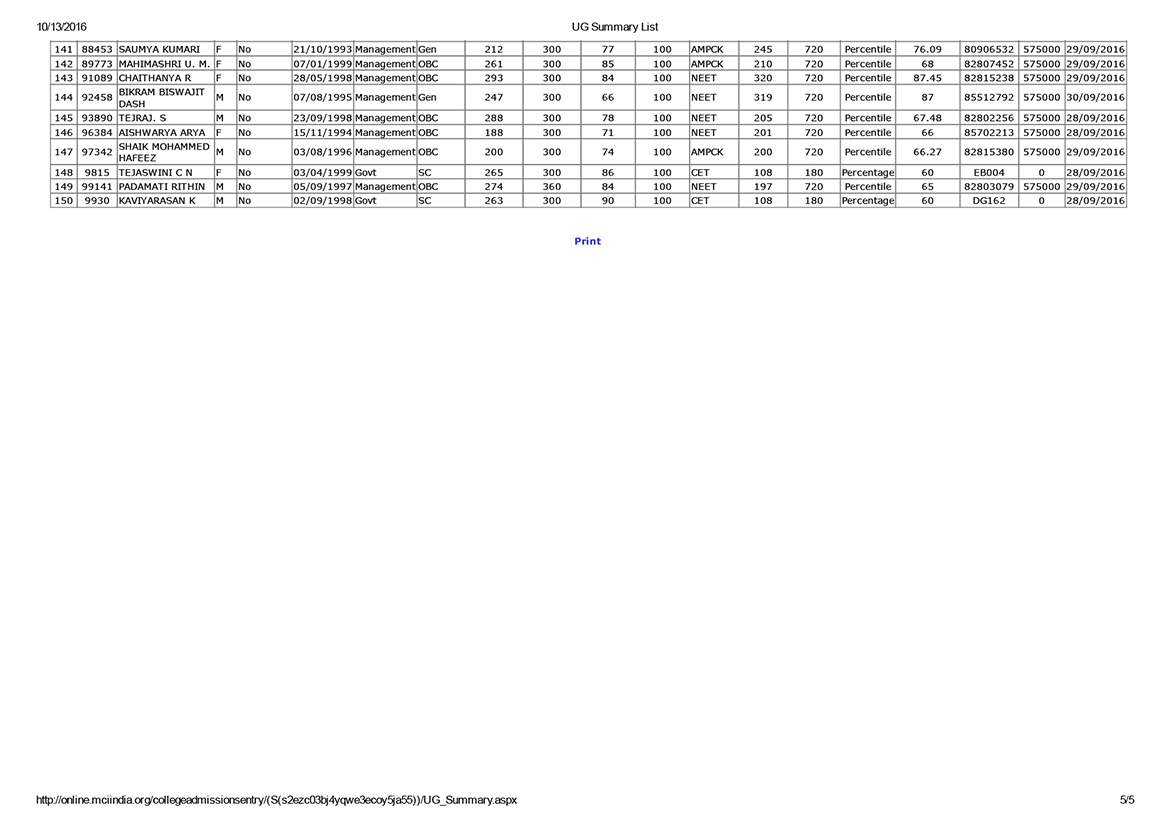 10/13/2016 UG Summary List
141 88453 SAUMYA KUMARI F No 21/10/1993 Management Gen 212 300 77 100 AMPCK 245 720 Percentile 76.09 80906532 575000 29/09/2016
142 89773 MAHIMASHRI U. M. F No 07/01/1999 Management OBC 261 300 85 100 AMPCK 210 720 Percentile 68 82807452 575000 29/09/2016
143 91089 CHAITHANYA R F No 28/05/1998 Management OBC 293 300 84 100 NEET 320 720 Percentile 87.45 82815238 575000 29/09/2016
144 92458 BIKRAM BISWAJIT DASH M No 07/08/1995 Management Gen 247 300 66 100 NEET 319 720 Percentile 87 85512792 575000 30/09/2016
145 93890 TEJRAJ. S M No 23/09/1998 Management OBC 288 300 78 100 NEET 205 720 Percentile 67.48 82802256 575000 28/09/2016
146 96384 AISHWARYA ARYA F No 15/11/1994 Management OBC 188 300 71 100 NEET 201 720 Percentile 66 85702213 575000 28/09/2016
147 97342 SHAIK MOHAMMED HAFEEZ M No 03/08/1996 Management OBC 200 300 74 100 AMPCK 200 720 Percentile 66.27 82815380 575000 29/09/2016
148 9815 TEJASWINI C N F No 03/04/1999 Govt SC 265 300 86 100 CET 108 180 Percentage 60 EB004 0 28/09/2016
149 99141 PADAMATI RITHIN M No 05/09/1997 Management OBC 274 360 84 100 NEET 197 720 Percentile 65 82803079 575000 29/09/2016
150 9930 KAVIYARASAN K M No 02/09/1998 Govt SC 263 300 90 100 CET 108 180 Percentage 60 DG162 0 28/09/2016
Print
http://online.mciindia.org/collegeadmissionsentry/(S(s2ezc03bj4yqwe3ecoy5ja55))/UG_Summary.aspx 5/5